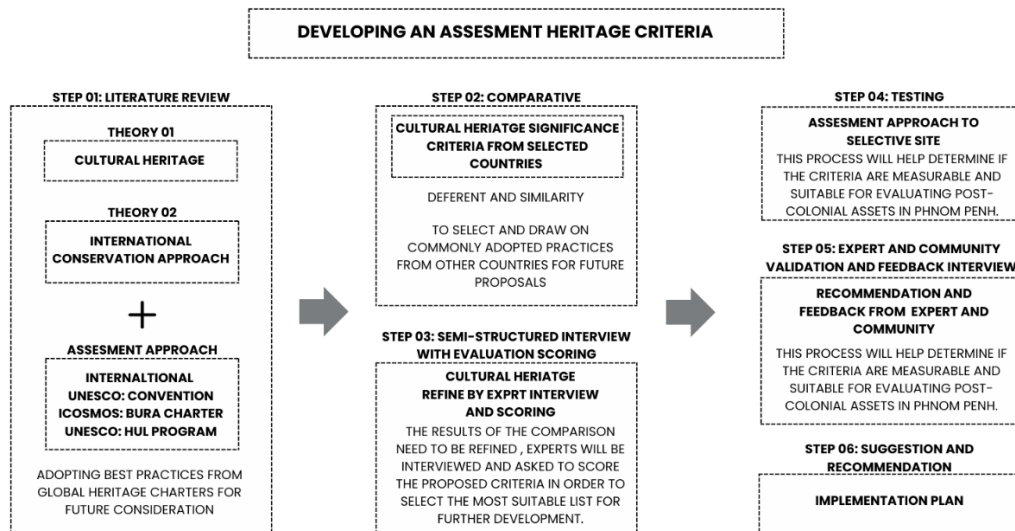 DEVELOPING AN ASSESMENT HERITAGE CRITERIA
STEP 01: LITERATURE REVIEW
THEORY 01
CULTURAL HERITAGE
THEORY 02
INTERNATIONAL
CONSERVATION APPROACH
+
ASSESMENT APPROACH
INTERNALTIONAL
UNESCO: CONVENTION
ICOSMOS: BURA CHARTER
UNESCO: HUL PROGRAM
ADOPTING BEST PRACTICES FROM
GLOBAL HERITAGE CHARTERS FOR
FUTURE CONSIDERATION
STEP 02: COMPARATIVE
CULTURAL HERIATGE SIGNIFICANCE
CRITERIA FROM SELECTED
COUNTRIES
DEFERENT AND SIMILARITY
TO SELECT AND DRAW ON
COMMONLY ADOPTED PRACTICES
FROM OTHER COUNTRIES FOR FUTURE
PROPOSALS
STEP 03: SEMI-STRUCTURED INTERVIEW
WITH EVALUATION SCORING
CULTURAL HERIATGE
REFINE BY EXPRT INTERVIEW
AND SCORING
THE RESULTS OF THE COMPARISON
NEED TO BE REFINED , EXPERTS WILL BE
INTERVIEWED AND ASKED TO SCORE
THE PROPOSED CRITERIA IN ORDER TO
SELECT THE MOST SUITABLE LIST FOR
FURTHER DEVELOPMENT.
STEP 04: TESTING
ASSESMENT APPROACH TO
SELECTIVE SITE
THIS PROCESS WILL HELP DETERMINE IF
THE CRITERIA ARE MEASURABLE AND
SUITABLE FOR EVALUATING POST-
COLONIAL ASSETS IN PHNOM PENH.
STEP 05: EXPERT AND COMMUNITY
VALIDATION AND FEEDBACK INTERVIEW
RECOMMENDATION AND
FEEDBACK FROM EXPERT AND
COMMUNITY
THIS PROCESS WILL HELP DETERMINE IF
THE CRITERIA ARE MEASURABLE AND
SUITABLE FOR EVALUATING POST-
COLONIAL ASSETS IN PHNOM PENH.
STEP 06: SUGGESTION AND
RECOMMENDATION
IMPLEMENTATION PLAN